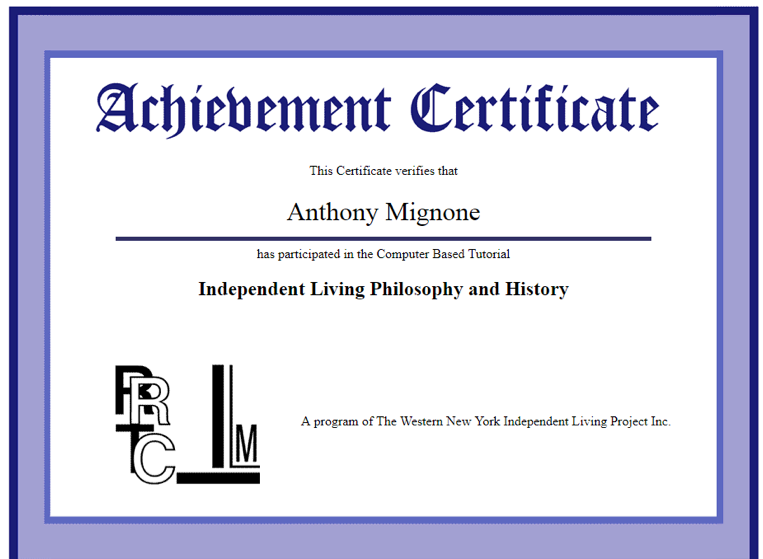 Achievement Certificate
This Certificate verifies that
Anthony Mignone
has participated in the Computer Based Tutorial
Independent Living Philosophy and History
RRTC ILM
A program of The Western New York Independent Living Project Inc.